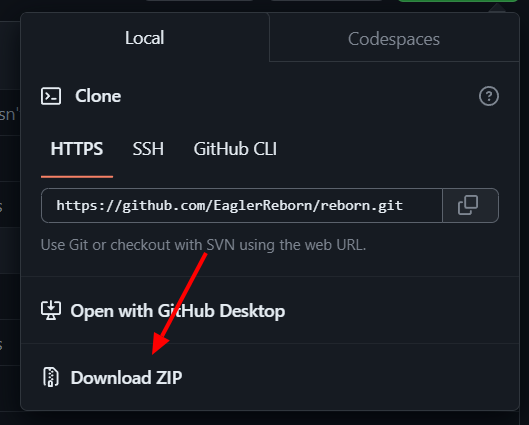 Local
Codespaces
Clone
HTTPS
SSH
GitHub CLI
https://github.com/EaglerReborn/reborn.git
Use Git or checkout with SVN using the web URL.
Open with GitHub Desktop
Download ZIP